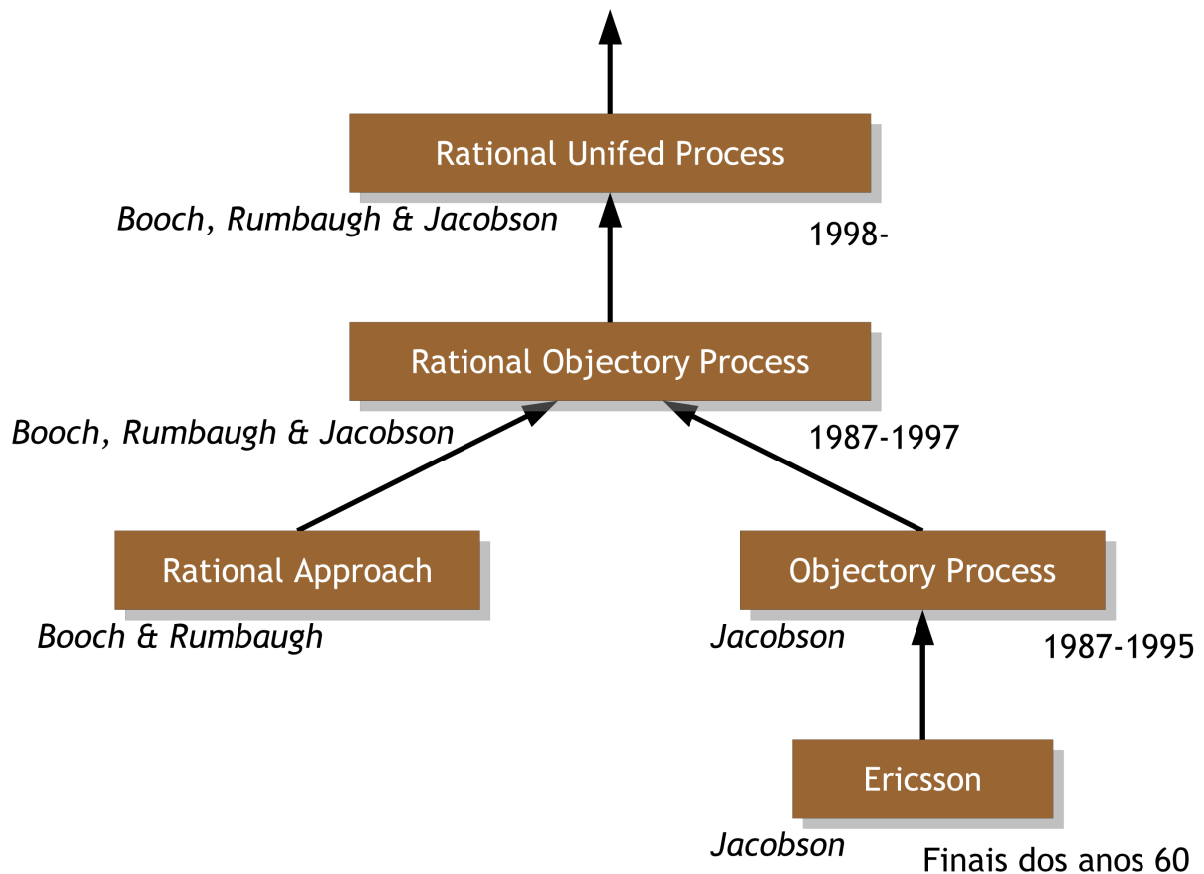 Rational Unifed Process
Booch, Rumbaugh & Jacobson
1998-
Rational Objectory Process
Booch, Rumbaugh & Jacobson
1987-1997
Rational Approach
Booch & Rumbaugh
Objectory Process
Jacobson
1987-1995
Ericsson
Jacobson
Finais dos anos 60